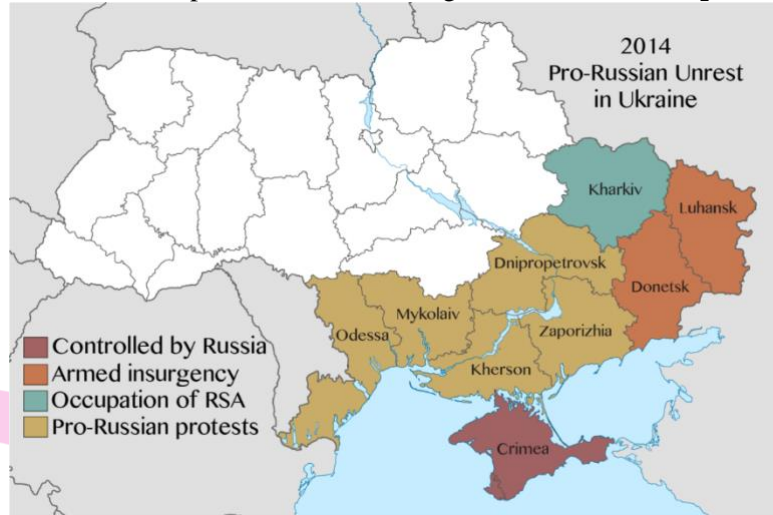 2014
Pro-Russian Unrest
in Ukraine
Kharkiv
Luhansk
Dnipropetrovsk
Donetsk
Mykolaiv
Odessa
Zaporizhia
Kherson
Crimea
Controlled by Russia
Armed insurgency
Occupation of RSA
Pro-Russian protests